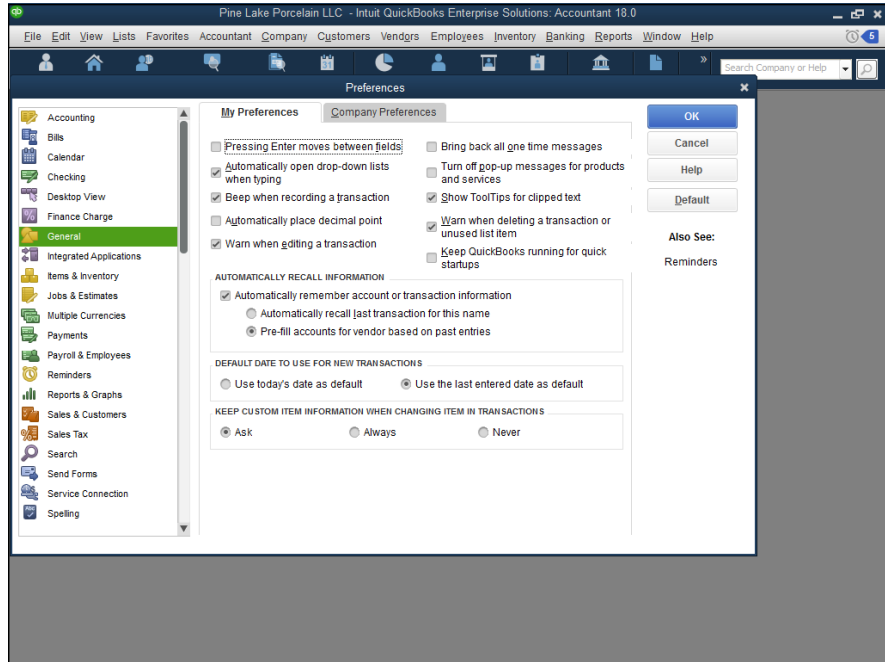 qb
Pine Lake Porcelain LLC - Intuit QuickBooks Enterprise Solutions: Accountant 18.0
File Edit View Lists Favorites Accountant Company Customers Vendors Employees Inventory Banking Reports Window Help
5
31
»
Search Company or Help
Preferences
Accounting
Bills
Calendar
Checking
Desktop View
Finance Charge
General
Integrated Applications
Items & Inventory
Jobs & Estimates
Multiple Currencies
Payments
Payroll & Employees
Reminders
Reports & Graphs
Sales & Customers
Sales Tax
Search
Send Forms
Service Connection
ABC
Spelling
My Preferences
Company Preferences
Pressing Enter moves between fields
Automatically open drop-down lists
when typing
Beep when recording a transaction
Automatically place decimal point
Warn when editing a transaction
Bring back all one time messages
Turn off pop-up messages for products
and services
Show ToolTips for clipped text
Warn when deleting a transaction or
unused list item
Keep QuickBooks running for quick
startups
AUTOMATICALLY RECALL INFORMATION
Automatically remember account or transaction information
Automatically recall last transaction for this name
Pre-fill accounts for vendor based on past entries
DEFAULT DATE TO USE FOR NEW TRANSACTIONS
Use today's date as default
Use the last entered date as default
KEEP CUSTOM ITEM INFORMATION WHEN CHANGING ITEM IN TRANSACTIONS
Ask
Always
Never
OK
Cancel
Help
Default
Also See:
Reminders